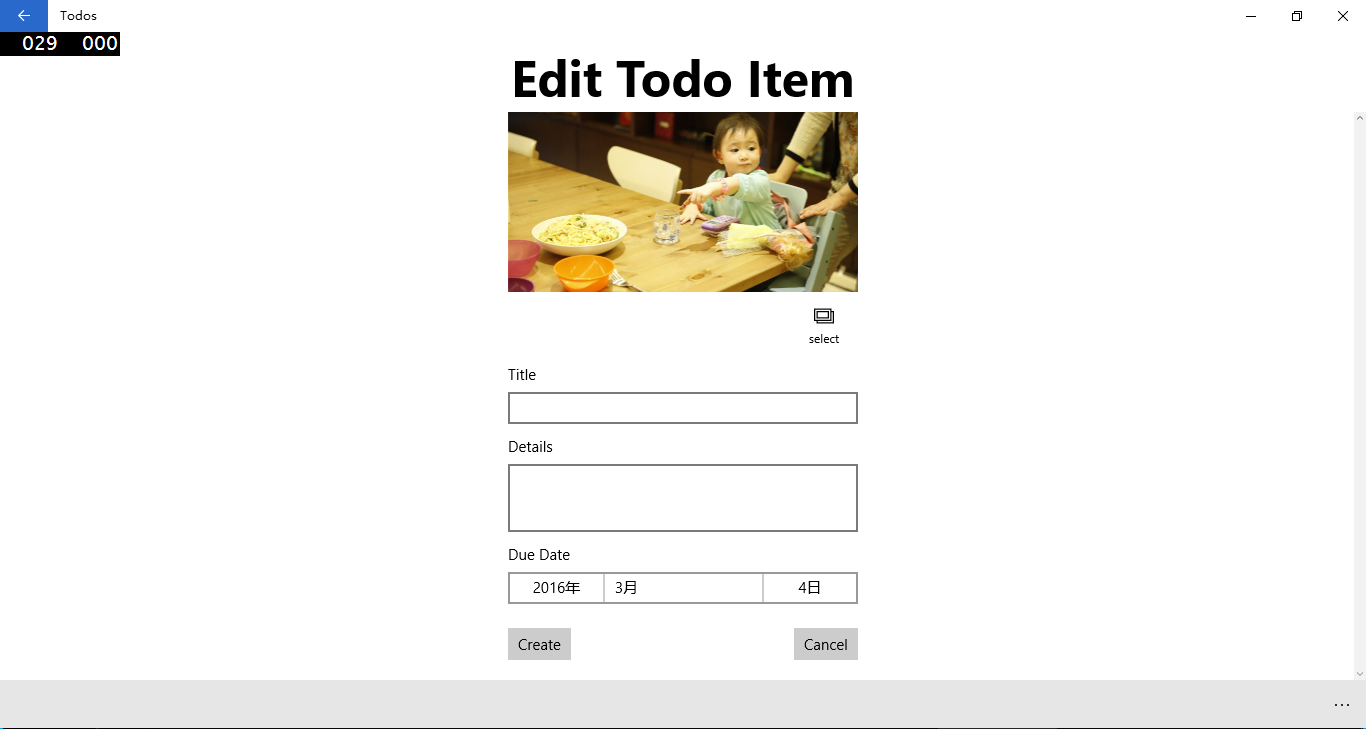 Todos
029 000
Edit Todo Item
select
Title
Details
Due Date
2016年 3月 4日
Create Cancel